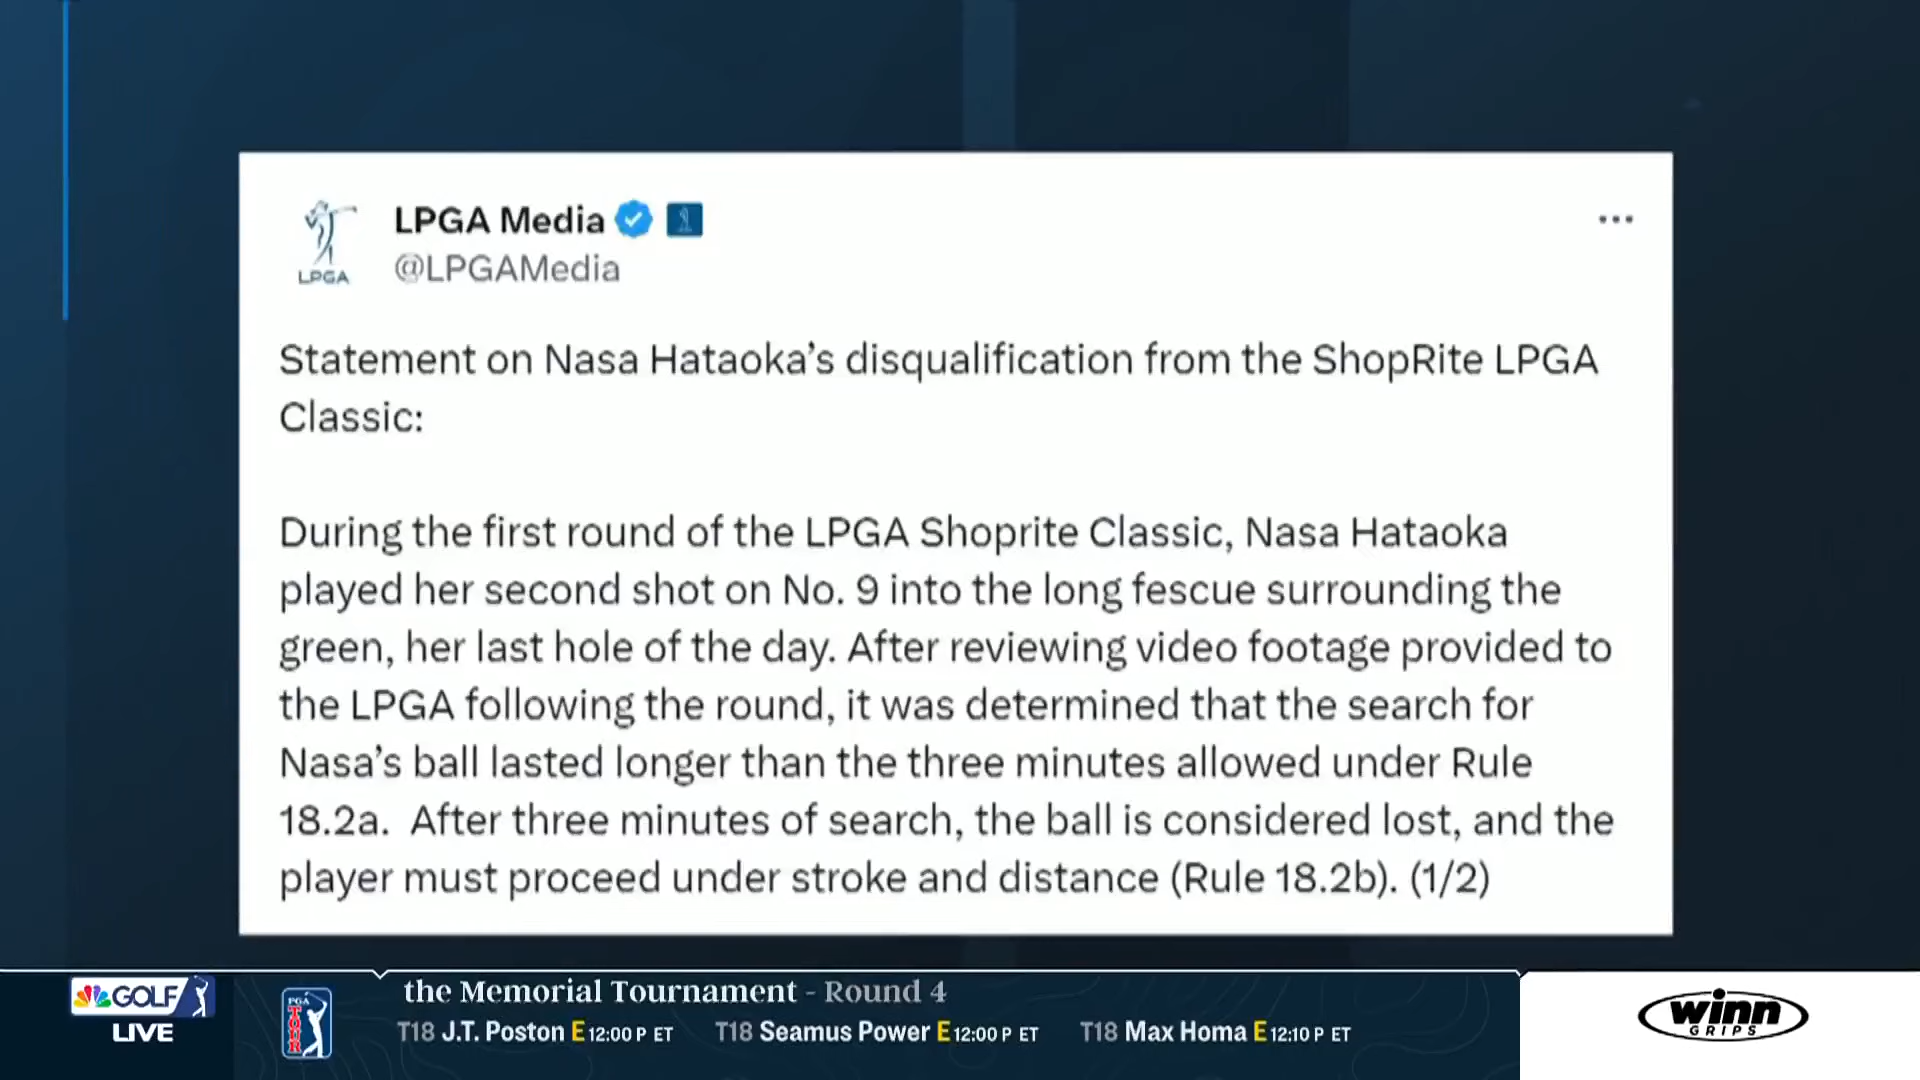 LPGA Media
LPGA
@LPGAMedia
Statement on Nasa Hataoka's disqualification from the ShopRite LPGA
Classic:
During the first round of the LPGA Shoprite Classic, Nasa Hataoka
played her second shot on No. 9 into the long fescue surrounding the
green, her last hole of the day. After reviewing video footage provided to
the LPGA following the round, it was determined that the search for
Nasa’s ball lasted longer than the three minutes allowed under Rule
18.2a.  After three minutes of search, the ball is considered lost, and the
player must proceed under stroke and distance (Rule 18.2b). (1/2)
GOLF
LIVE
PGA TOUR
the Memorial Tournament - Round 4
T18 J.T. Poston E 12:00 P ET T18 Seamus Power E 12:00 P ET T18 Max Homa E 12:10 P ET
winn
GRIPS